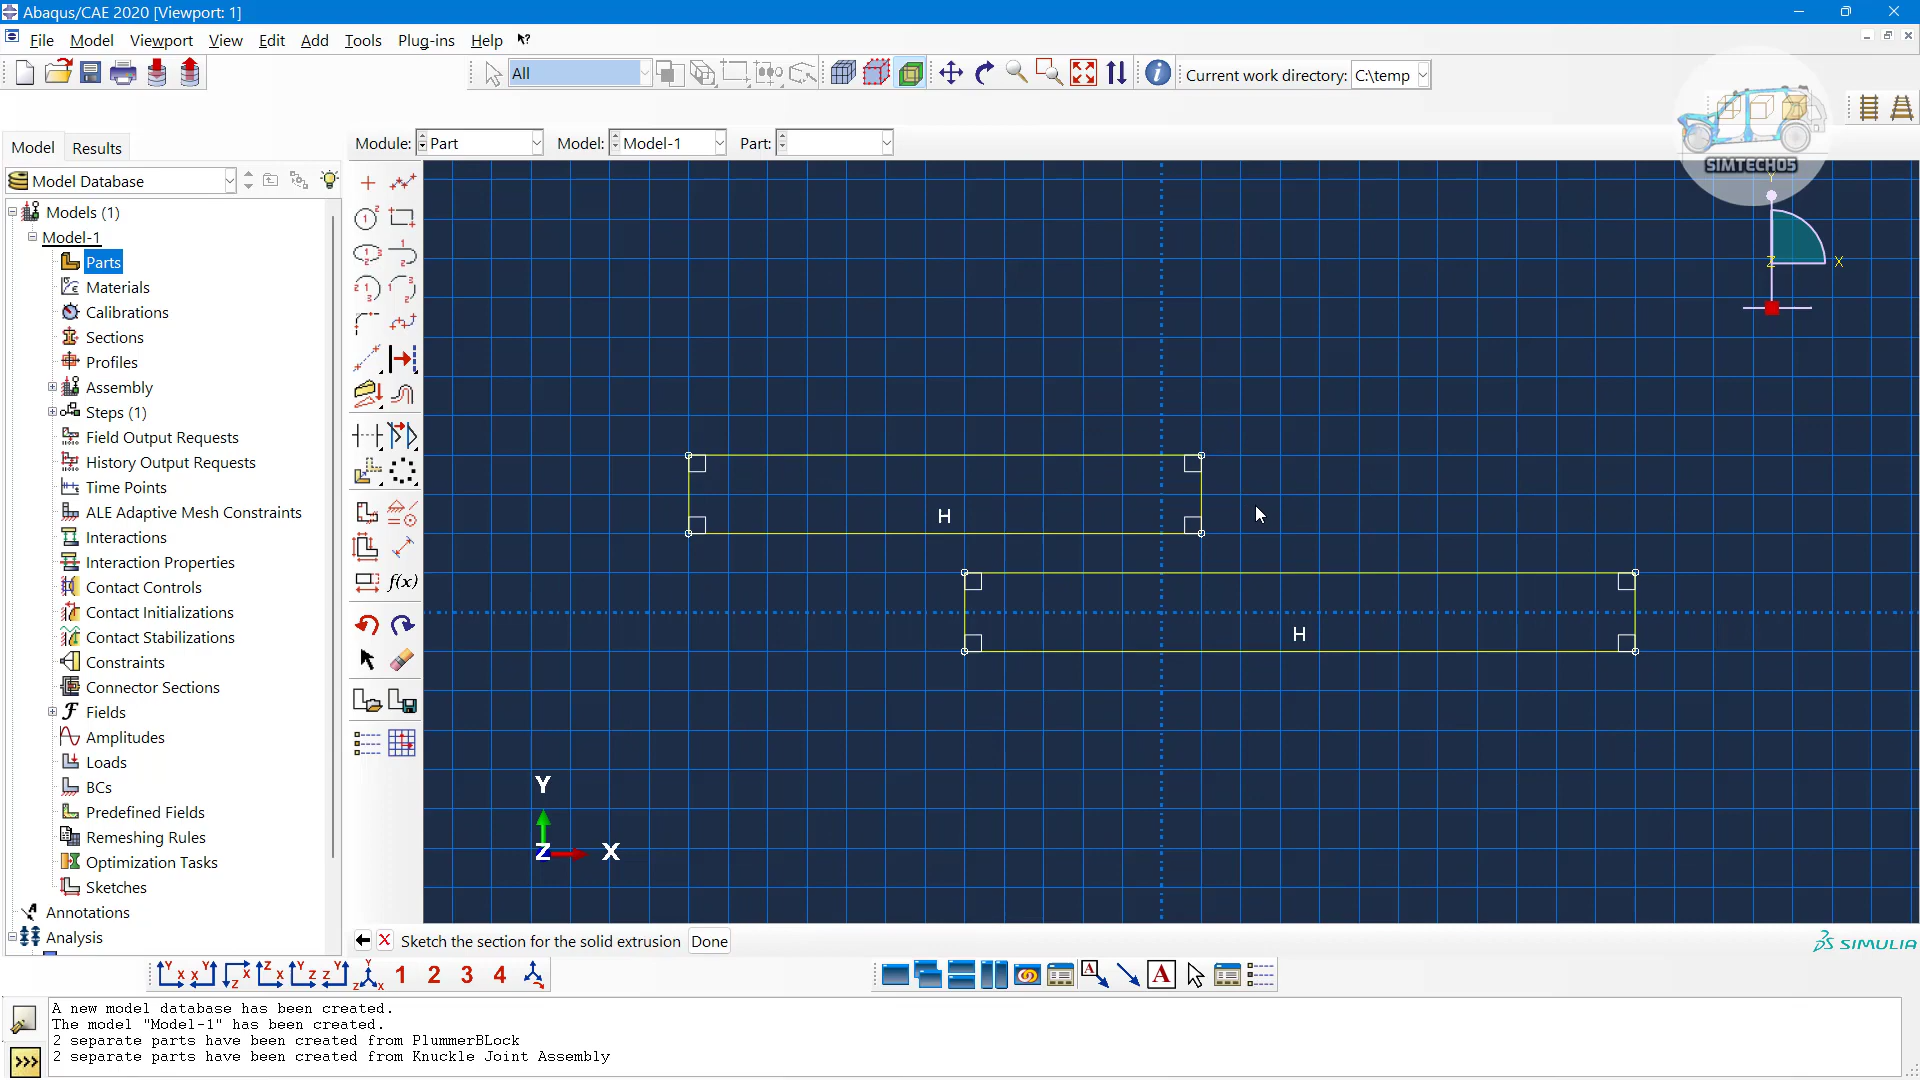 Abaqus/CAE 2020 [Viewport: 1]
File Model Viewport View Edit Add Tools Plug-ins Help
All
Current work directory: C:\temp
SIMTECH05
Model Results
Module: Part Model: Model-1 Part:
Model Database
Models (1)
Model-1
Parts
Materials
Calibrations
Sections
Profiles
Assembly
Steps (1)
Field Output Requests
History Output Requests
Time Points
ALE Adaptive Mesh Constraints
Interactions
Interaction Properties
Contact Controls
Contact Initializations
Contact Stabilizations
Constraints
Connector Sections
Fields
Amplitudes
Loads
BCs
Predefined Fields
Remeshing Rules
Optimization Tasks
Sketches
Annotations
Analysis
f(x)
Y
Z X
H
H
Y
Z X
Sketch the section for the solid extrusion Done
SIMULIA
1 2 3 4
A
A new model database has been created.
The model "Model-1" has been created.
2 separate parts have been created from PlummerBLock
2 separate parts have been created from Knuckle Joint Assembly
>>>